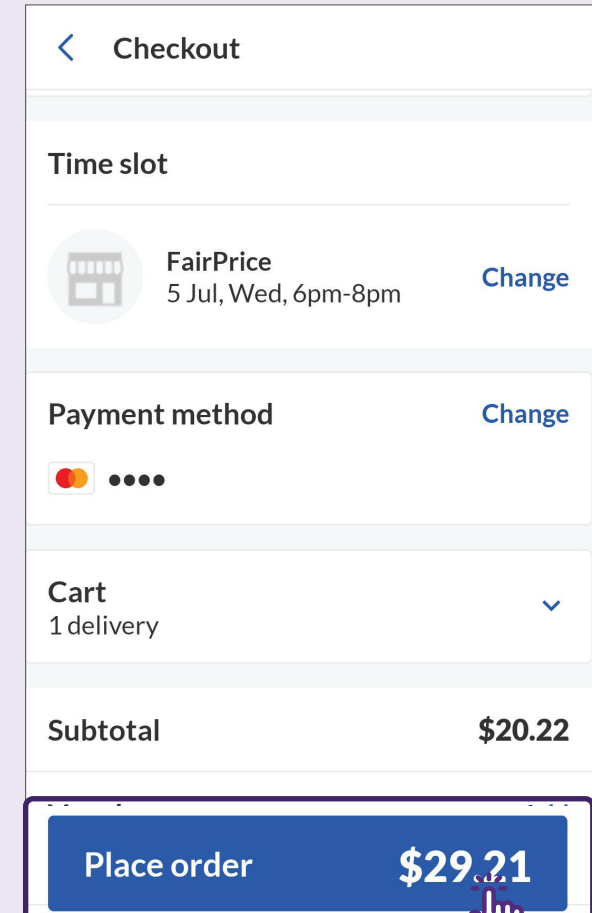 Checkout
Time slot
FairPrice
5 Jul, Wed, 6pm-8pm
Change
Payment method
Change
••••
Cart
1 delivery
Subtotal
$20.22
Place order
$29.21